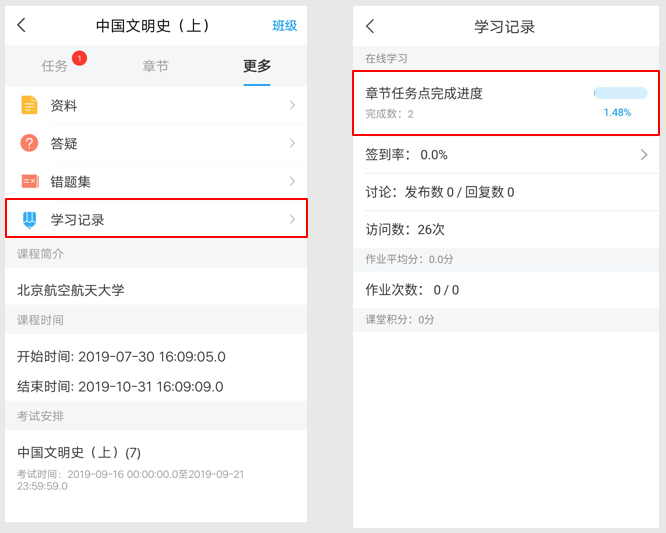 中国文明史（上）
班级
任务
1
章节
更多
资料
答疑
错题集
学习记录
课程简介
北京航空航天大学
课程时间
开始时间: 2019-07-30 16:09:05.0
结束时间: 2019-10-31 16:09:09.0
考试安排
中国文明史（上）(7)
考试时间：2019-09-16 00:00:00.0至2019-09-21
23:59:59.0
学习记录
在线学习
章节任务点完成进度
完成数：2
1.48%
签到率： 0.0%
讨论：发布数 0 / 回复数 0
访问数：26次
作业平均分：0.0分
作业次数： 0 / 0
课堂积分：0分